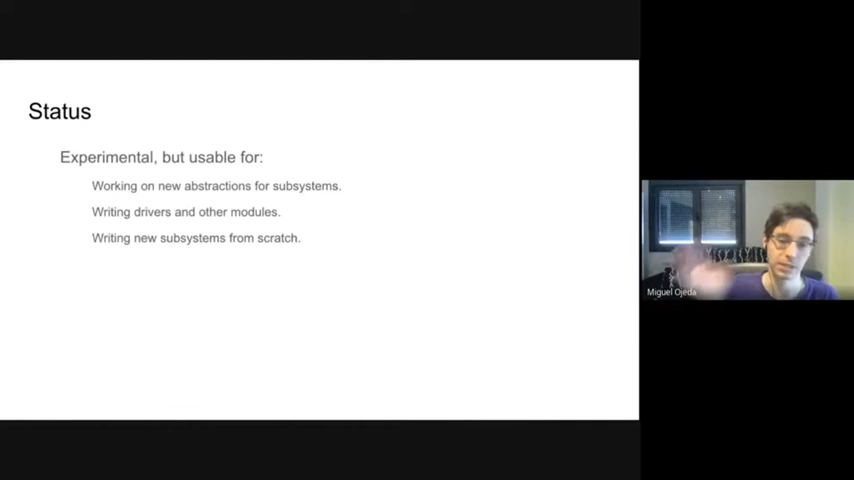 Status
Experimental, but usable for:
Working on new abstractions for subsystems.
Writing drivers and other modules.
Writing new subsystems from scratch.
Miguel Ojeda